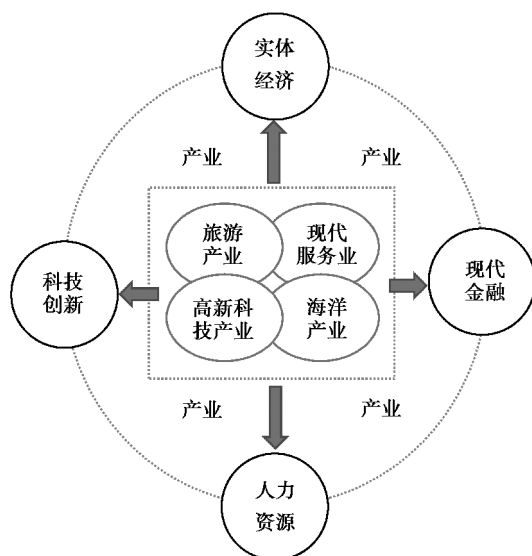 实体
经济
产业
产业
旅游
产业
现代
服务业
科技
创新
高新科
技产业
海洋
产业
现代
金融
产业
产业
人力
资源